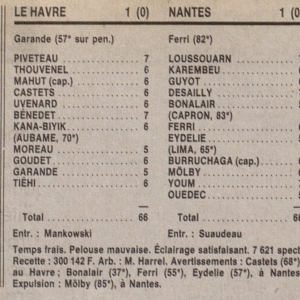 LE HAVRE 1 (0) NANTES 1 (0)
Garande (57ᵉ sur pen.) Ferri (82ᵉ)
PIVETEAU 7 LOUSSOUARN
THOUVENEL 6 KAREMBEU
MAHUT (cap.) 6 GUYOT
CASTETS 6 DESAILLY
UVENARD 6 BONALAIR
BÉNEDET 7 (CAPRON, 83ᵉ)
KANA-BIYIK 6 FERRI
(AUBAME, 70ᵉ) EYDELIE
MOREAU 5 (LIMA, 65ᵉ)
GOUDET 6 BURRUCHAGA (cap.)
GARANDE 5 MÖLBY
TIÉHI 6 YOUM
OUEDEC
Total 66 Total
Entr. : Mankowski Entr. : Suaudeau
Temps frais. Pelouse mauvaise. Éclairage satisfaisant. 7 621 spect
Recette : 300 142 F. Arb. : M. Harrel. Avertissements : Castets (68ᵉ)
au Havre ; Bonalair (37ᵉ), Ferri (55ᵉ), Eydelie (57ᵉ), à Nantes
Expulsion : Mölby (85ᵉ), à Nantes.